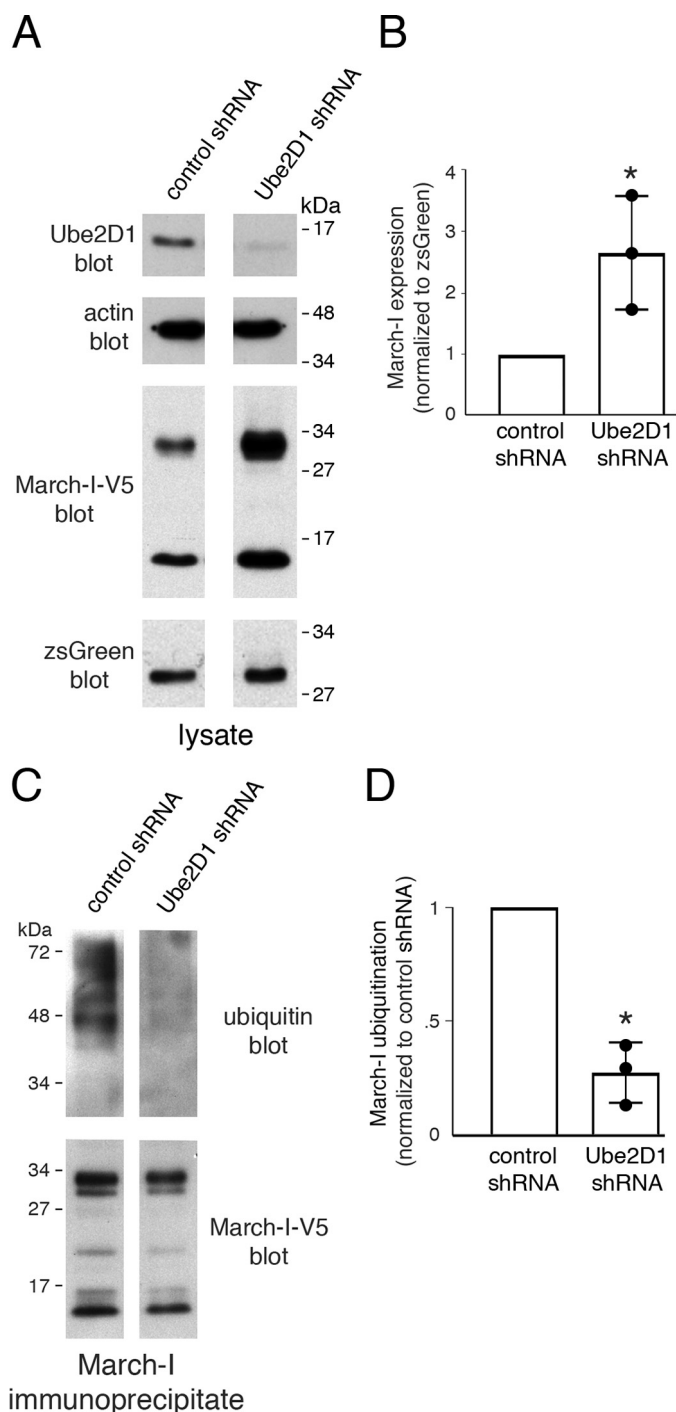 A
control shRNA
Ube2D1 shRNA
kDa
Ube2D1
blot
-17
actin
blot
-48
-34
March-I-V5
blot
-34
-27
-17
zsGreen
blot
-34
-27
lysate
B
March-I expression
(normalized to zsGreen)
4
3
2
1
0
*
control
shRNA
Ube2D1
shRNA
C
control shRNA
Ube2D1 shRNA
kDa
72 -
48 -
34 -
ubiquitin
blot
34 -
27 -
17 -
March-I-V5
blot
March-I
immunoprecipitate
D
March-I ubiquitination
(normalized to control shRNA)
1
.5
0
*
control
shRNA
Ube2D1
shRNA